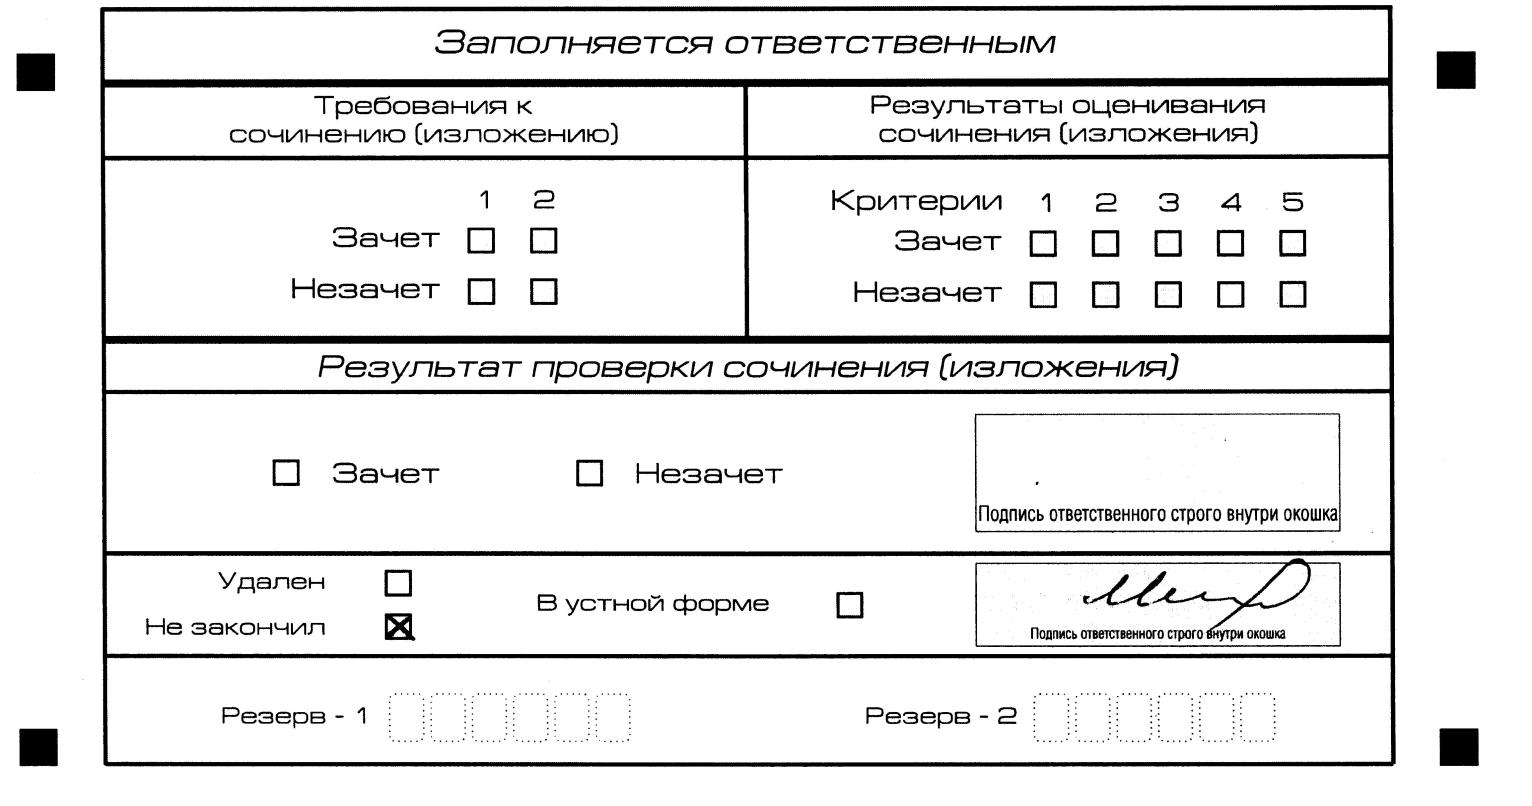 Заполняется ответственным
Требования к
сочинению (изложению)
Результаты оценивания
сочинения (изложения)
1 2
Зачет
Незачет
Критерии 1 2 3 4 5
Зачет
Незачет
Результат проверки сочинения (изложения)
Зачет
Незачет
Подпись ответственного строго внутри окошка
Удален
Не закончил
В устной форме
Подпись ответственного строго внутри окошка
Резерв - 1
Резерв - 2